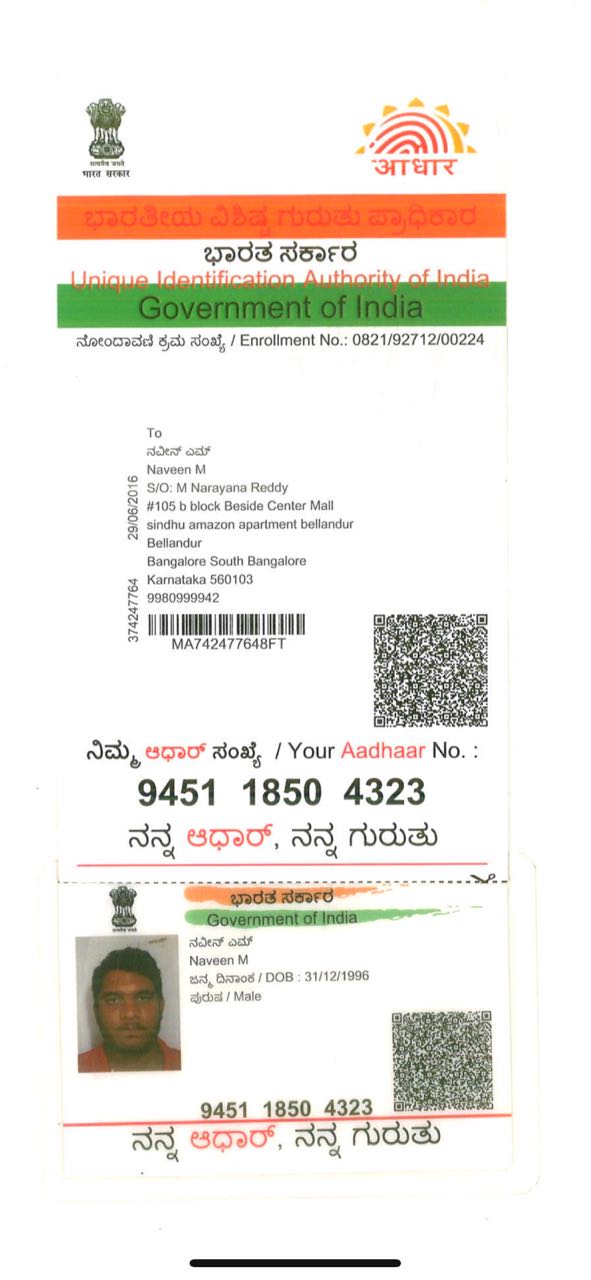 सत्यमेव जयते
भारत सरकार
आधार
ಭಾರತೀಯ ವಿಶಿಷ್ಟ ಗುರುತು ಪ್ರಾಧಿಕಾರ
ಭಾರತ ಸರ್ಕಾರ
Unique Identification Authority of India
Government of India
ನೋಂದಾವಣಿ ಕ್ರಮ ಸಂಖ್ಯೆ / Enrollment No.: 0821/92712/00224
To
ನವೀನ್ ಎಮ್
Naveen M
S/O: M Narayana Reddy
#105 b block Beside Center Mall
sindhu amazon apartment bellandur
Bellandur
Bangalore South Bangalore
Karnataka 560103
9980999942
29/06/2016
374247764
MA742477648FT
ನಿಮ್ಮ ಆಧಾರ್ ಸಂಖ್ಯೆ / Your Aadhaar No. :
9451 1850 4323
ನನ್ನ ಆಧಾರ್, ನನ್ನ ಗುರುತು
ಭಾರತ ಸರ್ಕಾರ
Government of India
ನವೀನ್ ಎಮ್
Naveen M
ಜನ್ಮ ದಿನಾಂಕ / DOB : 31/12/1996
ಪುರುಷ / Male
9451 1850 4323
ನನ್ನ ಆಧಾರ್, ನನ್ನ ಗುರುತು